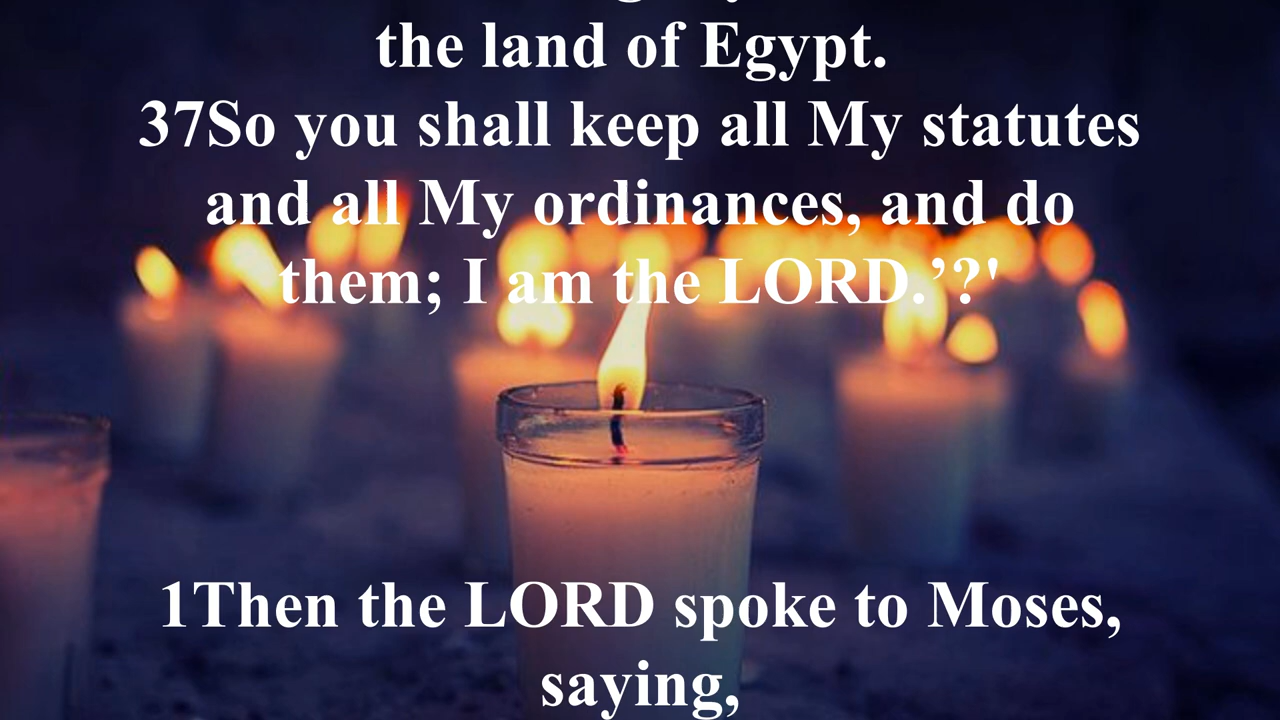 the land of Egypt.
37So you shall keep all My statutes
and all My ordinances, and do
them; I am the LORD.’?'
1Then the LORD spoke to Moses,
saying,